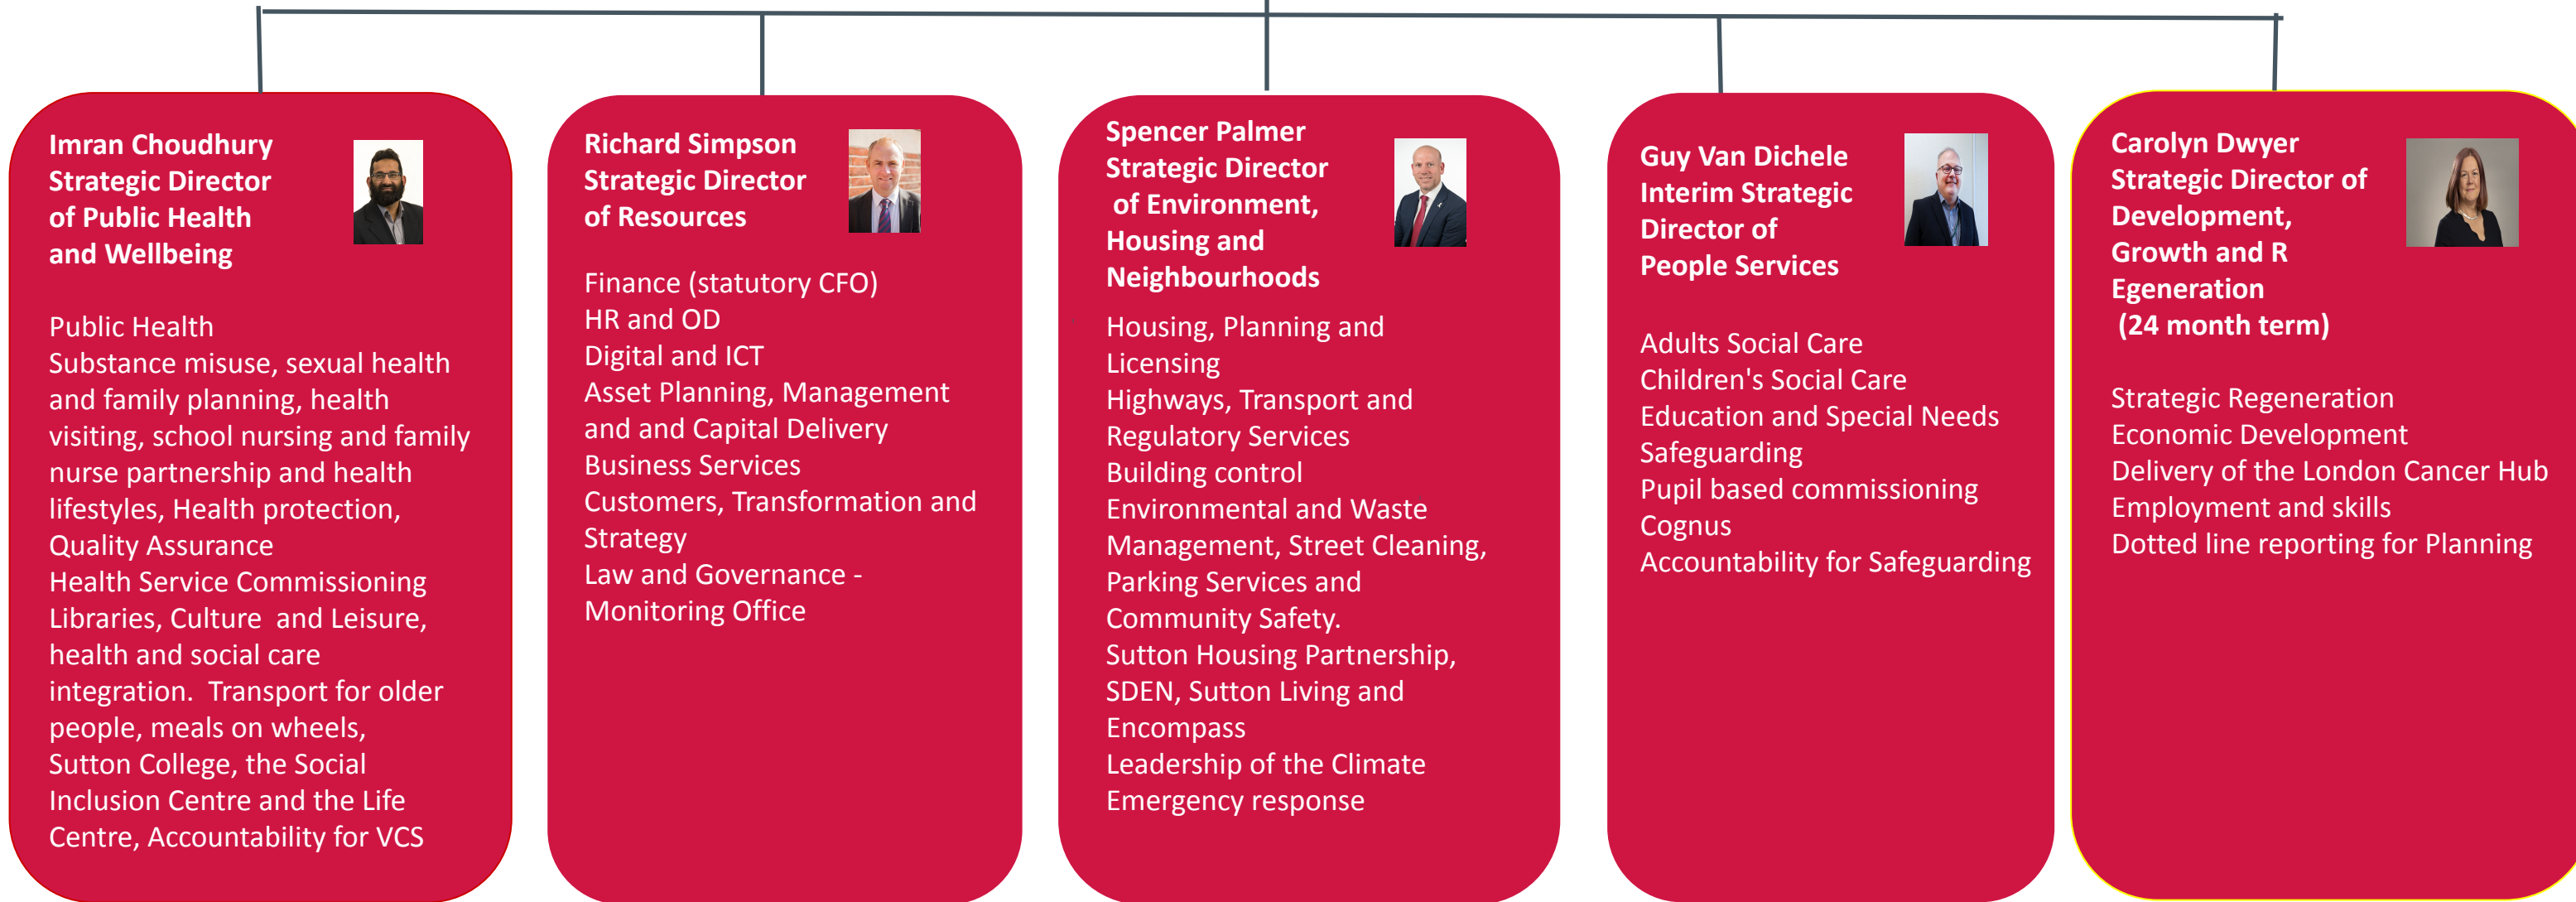 Imran Choudhury
Strategic Director
of Public Health
and Wellbeing
Public Health
Substance misuse, sexual health
and family planning, health
visiting, school nursing and family
nurse partnership and health
lifestyles, Health protection,
Quality Assurance
Health Service Commissioning
Libraries, Culture  and Leisure,
health and social care
integration.  Transport for older
people, meals on wheels,
Sutton College, the Social
Inclusion Centre and the Life
Centre, Accountability for VCS
Richard Simpson
Strategic Director
of Resources
Finance (statutory CFO)
HR and OD
Digital and ICT
Asset Planning, Management
and and Capital Delivery
Business Services
Customers, Transformation and
Strategy
Law and Governance -
Monitoring Office
Spencer Palmer
Strategic Director
of Environment,
Housing and
Neighbourhoods
Housing, Planning and
Licensing
Highways, Transport and
Regulatory Services
Building control
Environmental and Waste
Management, Street Cleaning,
Parking Services and
Community Safety.
Sutton Housing Partnership,
SDEN, Sutton Living and
Encompass
Leadership of the Climate
Emergency response
Guy Van Dichele
Interim Strategic
Director of
People Services
Adults Social Care
Children's Social Care
Education and Special Needs
Safeguarding
Pupil based commissioning
Cognus
Accountability for Safeguarding
Carolyn Dwyer
Strategic Director of
Development,
Growth and R
Egeneration
(24 month term)
Strategic Regeneration
Economic Development
Delivery of the London Cancer Hub
Employment and skills
Dotted line reporting for Planning